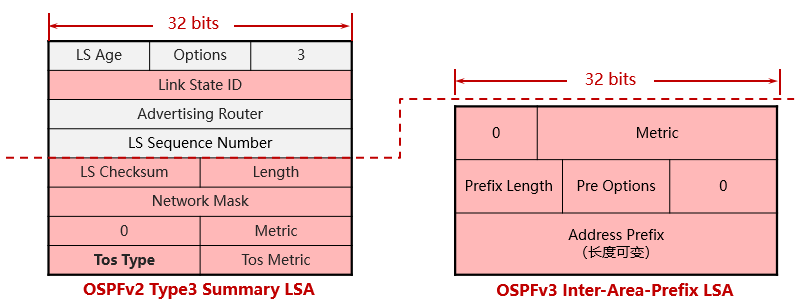 32 bits
LS Age Options 3
Link State ID
Advertising Router
LS Sequence Number
LS Checksum Length
Network Mask
0 Metric
Tos Type Tos Metric
OSPFv2 Type3 Summary LSA
32 bits
0 Metric
Prefix Length Pre Options 0
Address Prefix
（长度可变）
OSPFv3 Inter-Area-Prefix LSA